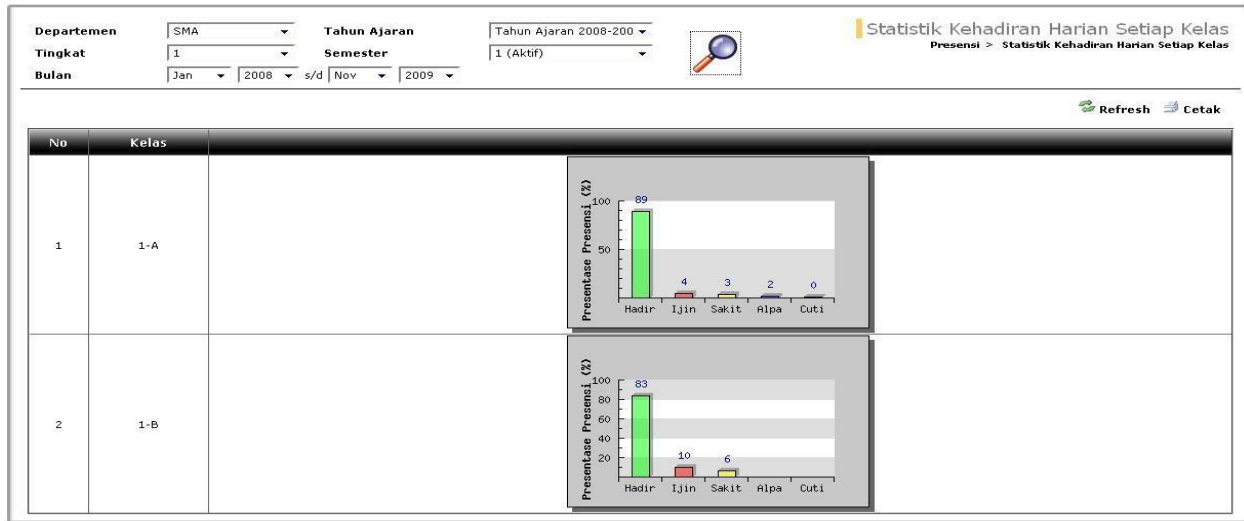 Departemen SMA Tahun Ajaran Tahun Ajaran 2008-200
Statistik Kehadiran Harian Setiap Kelas
Tingkat 1 Semester 1 (Aktif)
Presensi > Statistik Kehadiran Harian Setiap Kelas
Bulan Jan 2008 s/d Nov 2009
Refresh Cetak
No Kelas
1 1-A
Presentase Presensi (%)
100
50
89 4 3 2 0
Hadir Ijin Sakit Alpa Cuti
2 1-B
Presentase Presensi (%)
100
80
60
40
20
83 10 6
Hadir Ijin Sakit Alpa Cuti